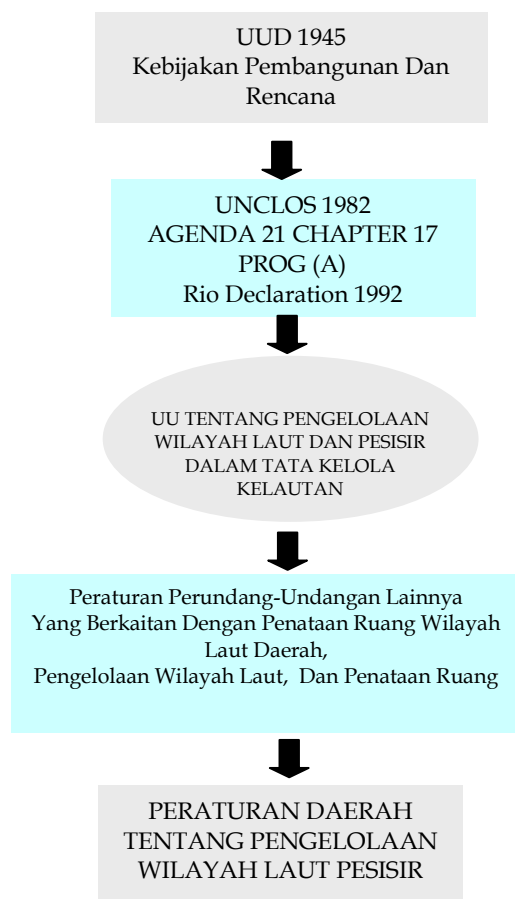 UUD 1945
Kebijakan Pembangunan Dan
Rencana
UNCLOS 1982
AGENDA 21 CHAPTER 17
PROG (A)
Rio Declaration 1992
UU TENTANG PENGELOLAAN
WILAYAH LAUT DAN PESISIR
DALAM TATA KELOLA
KELAUTAN
Peraturan Perundang-Undangan Lainnya
Yang Berkaitan Dengan Penataan Ruang Wilayah
Laut Daerah,
Pengelolaan Wilayah Laut, Dan Penataan Ruang
PERATURAN DAERAH
TENTANG PENGELOLAAN
WILAYAH LAUT PESISIR